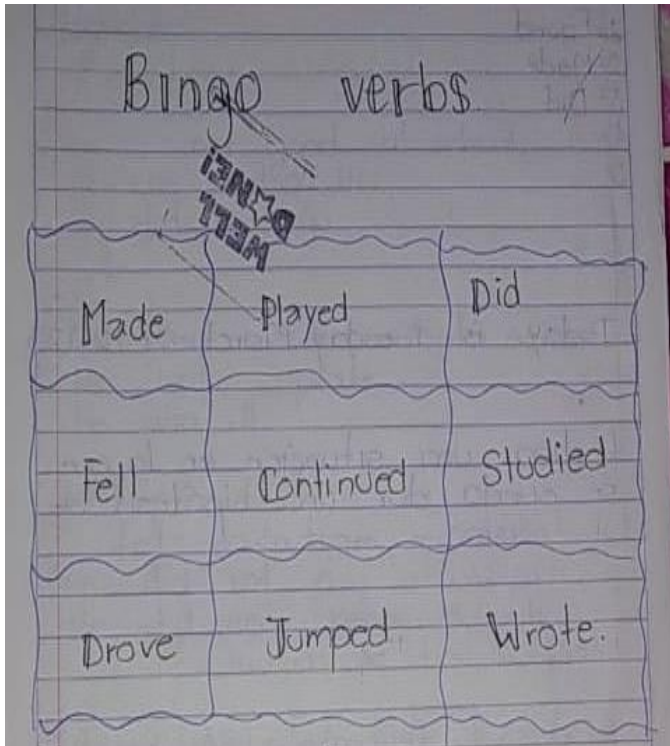 Bingo verbs
WELL
DONE!
Made Played Did
Fell Continued Studied
Drove Jumped Wrote.